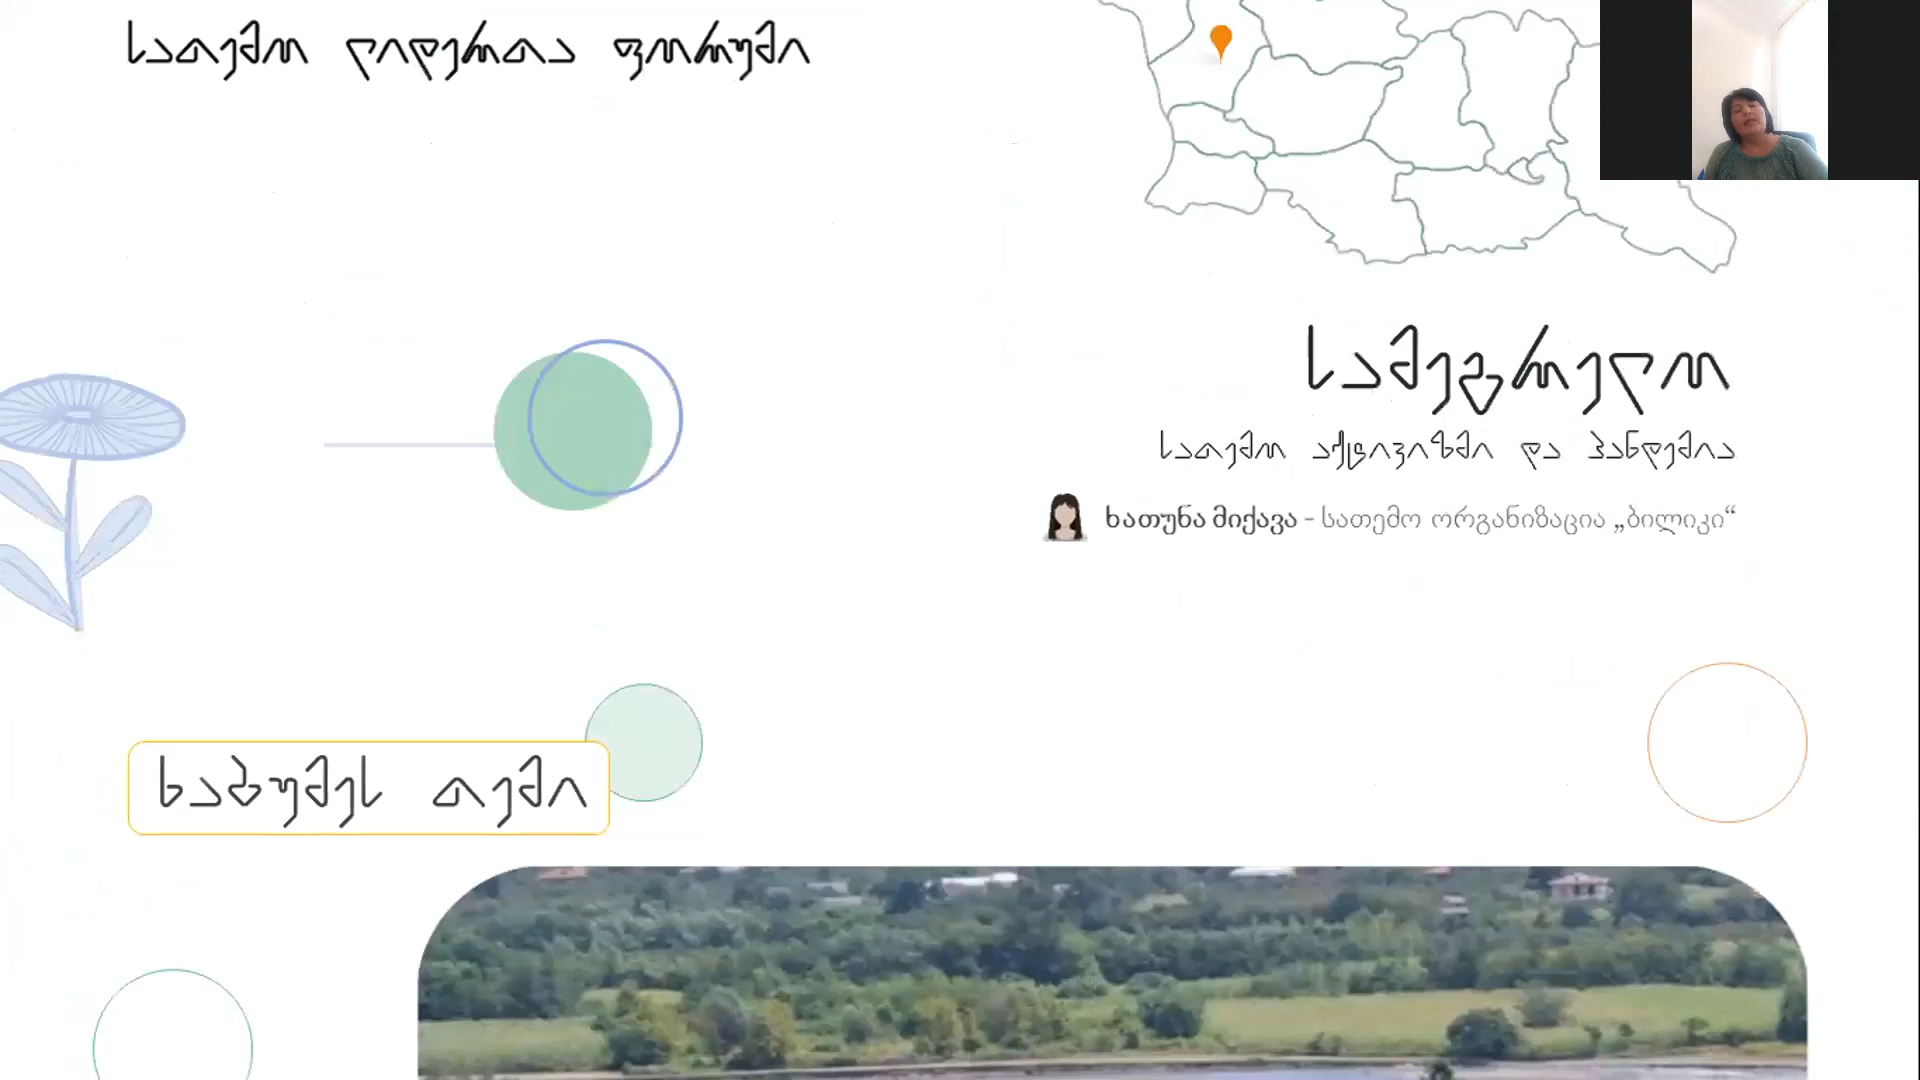 სათემო ლიდერთა ფორუმი
სამეგრელო
სათემო აქტივიზმი და პანდემია
ხათუნა მიქავა - სათემო ორგანიზაცია „ბილიკი“
ხაბუმეს თემი